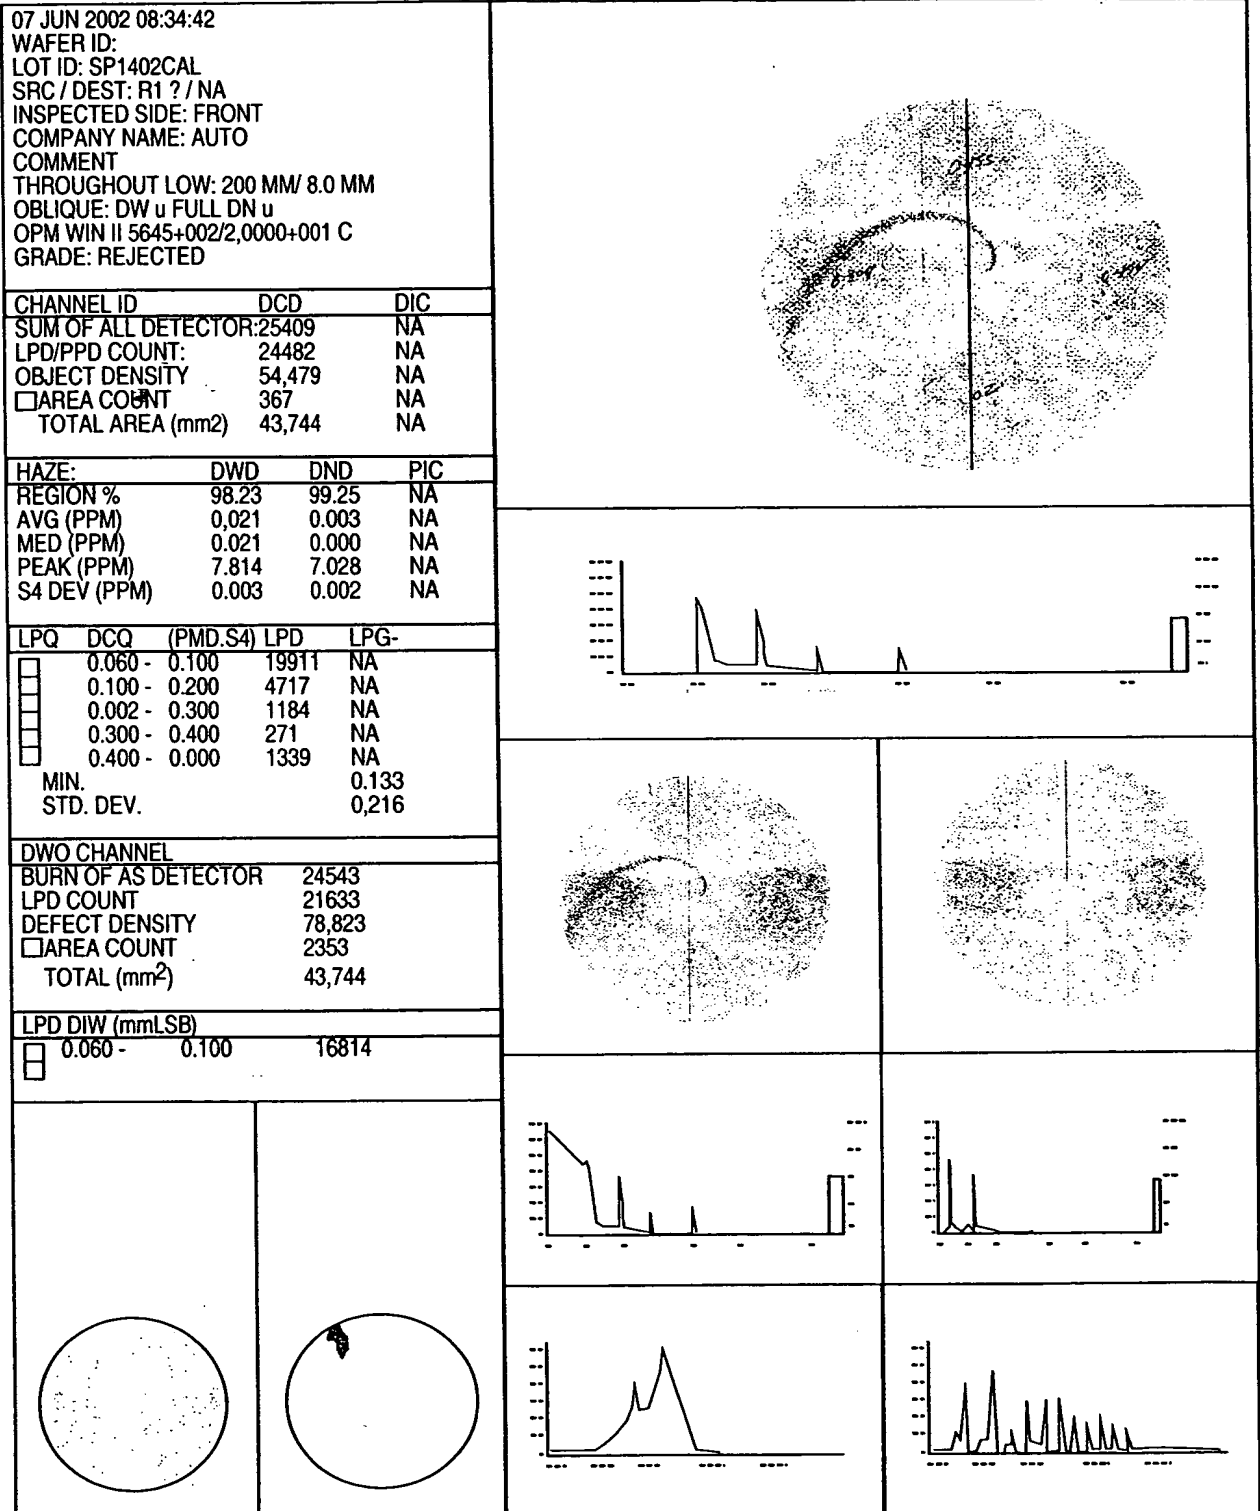 07 JUN 2002 08:34:42
WAFER ID:
LOT ID: SP1402CAL
SRC / DEST: R1 ? / NA
INSPECTED SIDE: FRONT
COMPANY NAME: AUTO
COMMENT
THROUGHOUT LOW: 200 MM/ 8.0 MM
OBLIQUE: DW u FULL DN u
OPM WIN II 5645+002/2,0000+001 C
GRADE: REJECTED
CHANNEL ID DCD DIC
SUM OF ALL DETECTOR:25409 NA
LPD/PPD COUNT: 24482 NA
OBJECT DENSITY 54,479 NA
AREA COUNT 367 NA
TOTAL AREA (mm2) 43,744 NA
HAZE: DWD DND PIC
REGION % 98.23 99.25 NA
AVG (PPM) 0,021 0.003 NA
MED (PPM) 0.021 0.000 NA
PEAK (PPM) 7.814 7.028 NA
S4 DEV (PPM) 0.003 0.002 NA
LPQ DCQ (PMD.S4) LPD LPG-
0.060 - 0.100 19911 NA
0.100 - 0.200 4717 NA
0.002 - 0.300 1184 NA
0.300 - 0.400 271 NA
0.400 - 0.000 1339 NA
MIN. 0.133
STD. DEV. 0,216
DWO CHANNEL
BURN OF AS DETECTOR 24543
LPD COUNT 21633
DEFECT DENSITY 78,823
AREA COUNT 2353
TOTAL (mm2) 43,744
LPD DIW (mmLSB)
0.060 - 0.100 16814